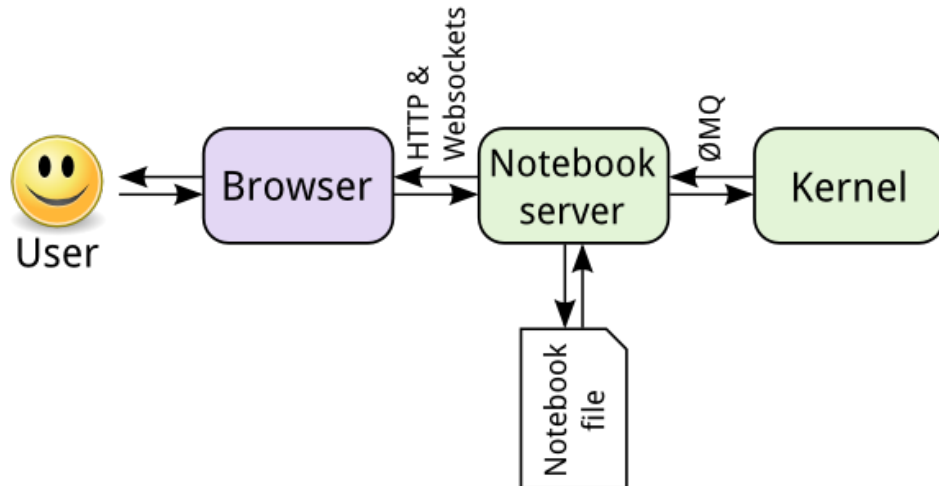 User
Browser
HTTP &
Websockets
Notebook
server
ØMQ
Kernel
Notebook
file